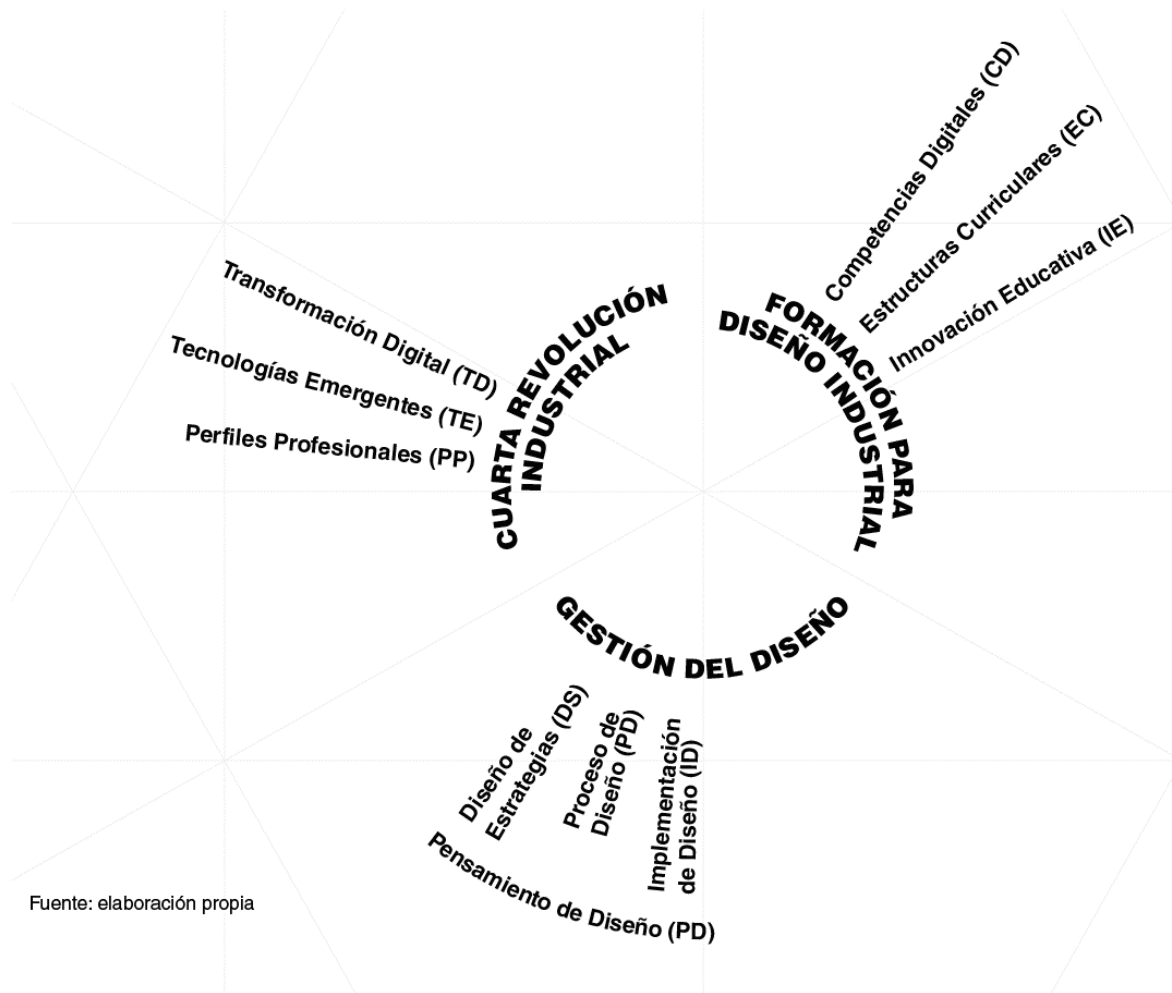 CUARTA REVOLUCIÓN
INDUSTRIAL
Transformación Digital (TD)
Tecnologías Emergentes (TE)
Perfiles Profesionales (PP)
FORMACIÓN PARA
DISEÑO INDUSTRIAL
Competencias Digitales (CD)
Estructuras Curriculares (EC)
Innovación Educativa (IE)
GESTIÓN DEL DISEÑO
Diseño de
Estrategias (DS)
Proceso de
Diseño (PD)
Implementación
de Diseño (ID)
Pensamiento de Diseño (PD)
Fuente: elaboración propia